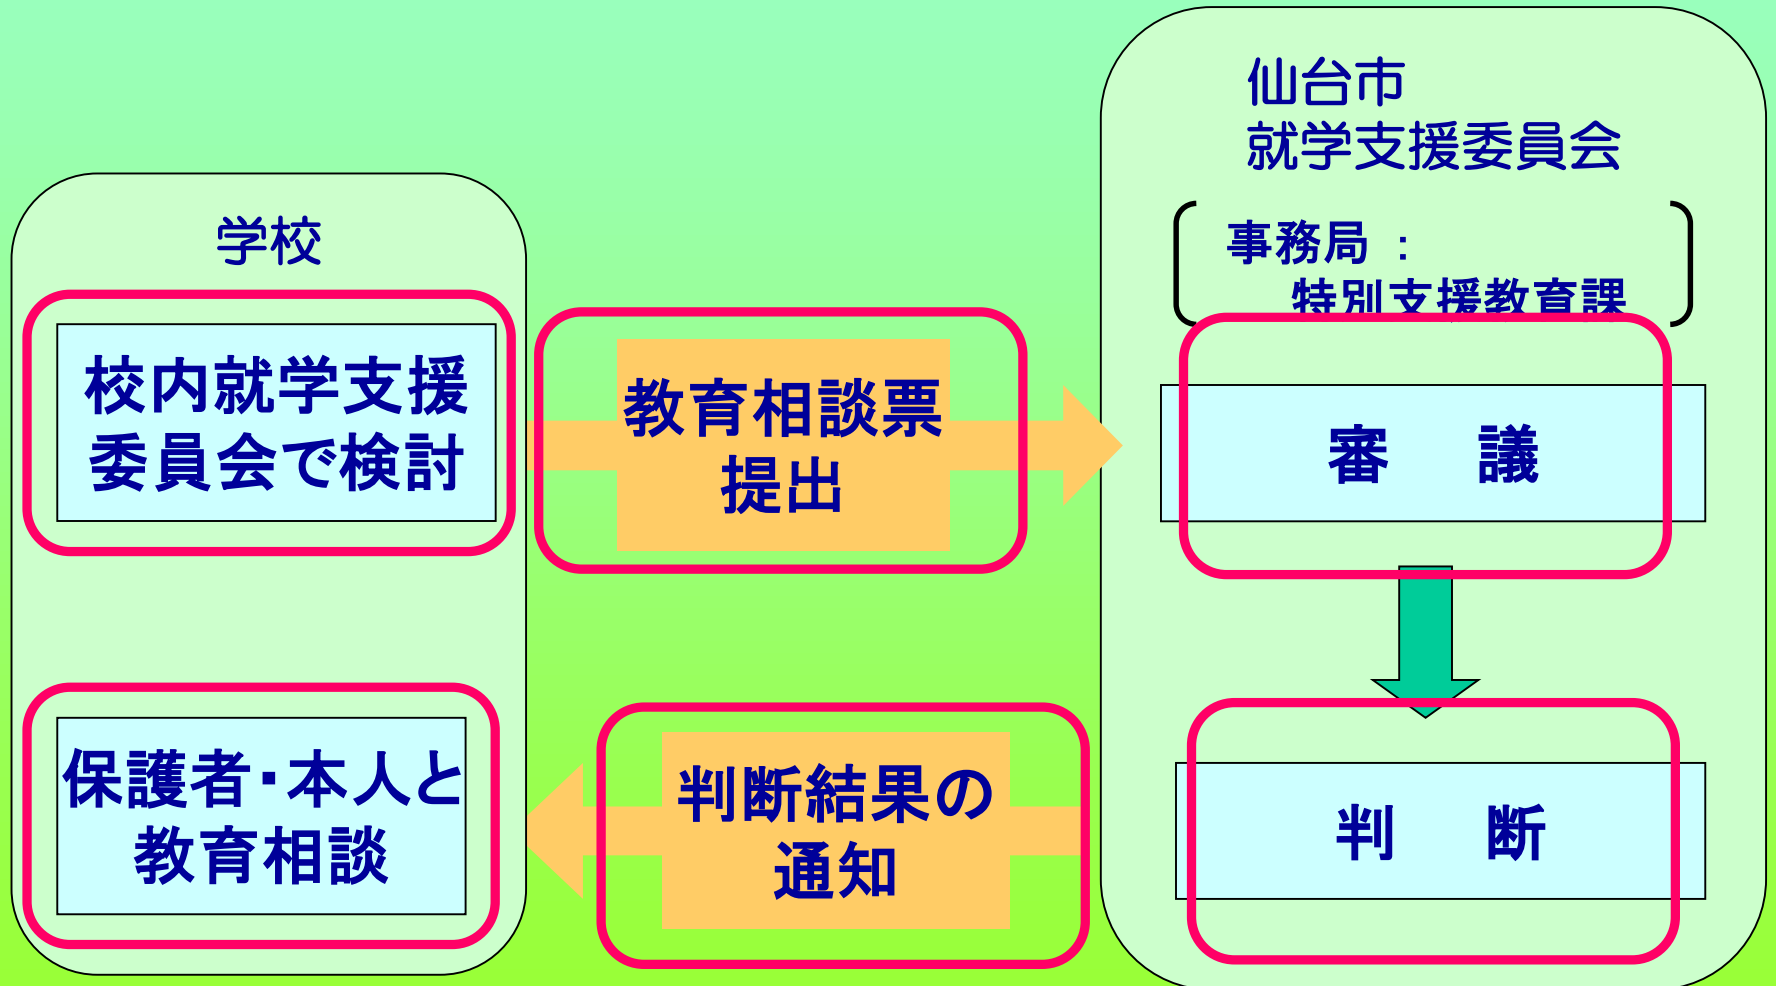 学校
校内就学支援
委員会で検討
教育相談票
提出
仙台市
就学支援委員会
事務局 :
特別支援教育課
審 議
判 断
判断結果の
通知
保護者・本人と
教育相談